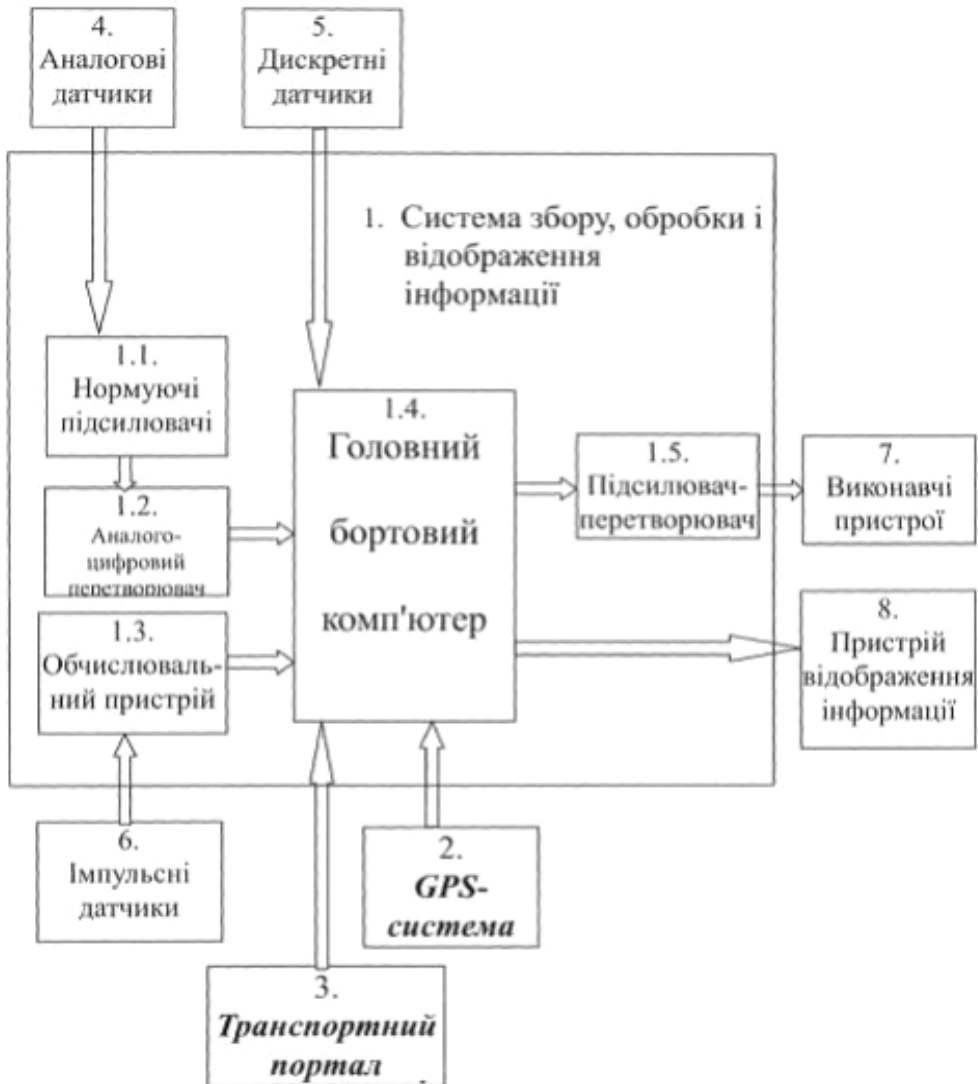 4.
Аналогові
датчики
5.
Дискретні
датчики
1. Система збору, обробки і
відображення
інформації
1.1.
Нормуючі
підсилювачі
1.2.
Аналого-
цифровий
перетворювач
1.3.
Обчислюваль-
ний пристрій
1.4.
Головний
бортовий
комп'ютер
1.5.
Підсилювач-
перетворювач
7.
Виконавчі
пристрої
8.
Пристрій
відображення
інформації
6.
Імпульсні
датчики
2.
GPS-
система
3.
Транспортний
портал